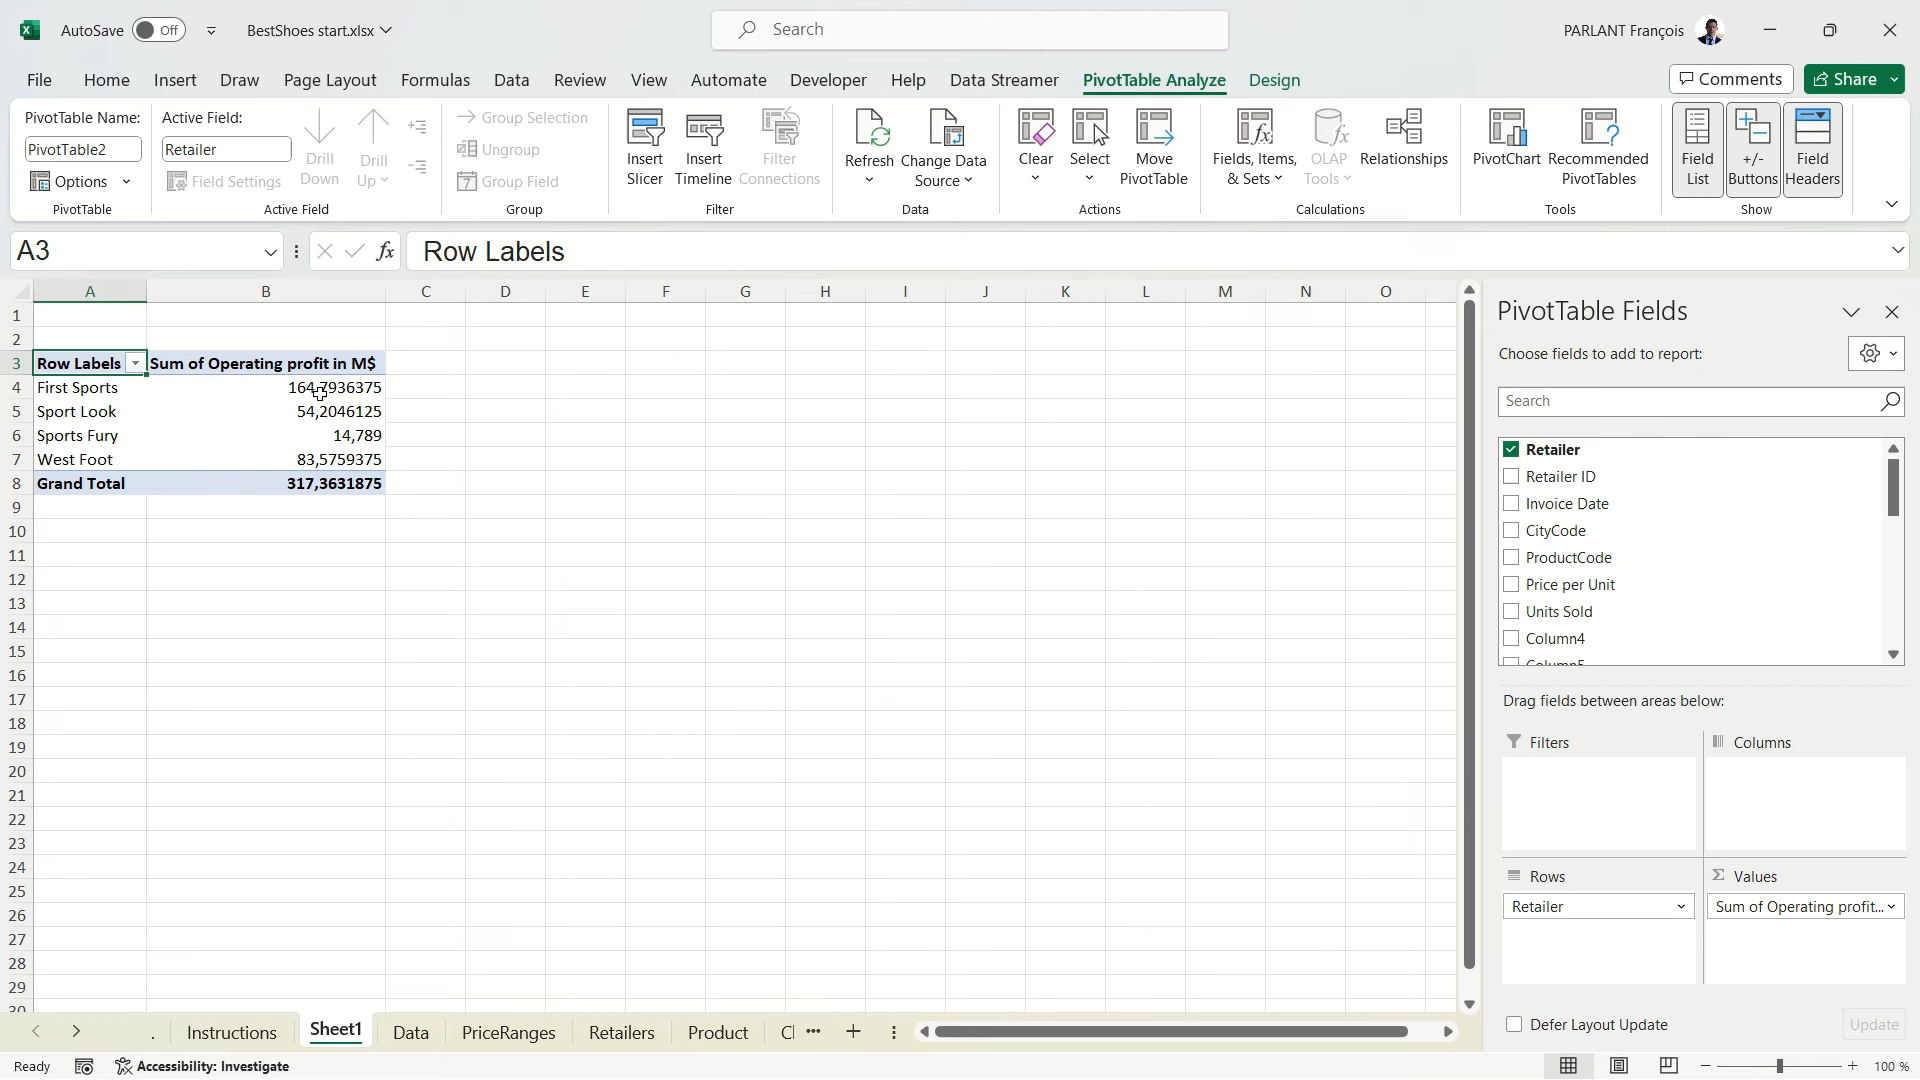 AutoSave Off BestShoes start.xlsx Search PARLANT François
File Home Insert Draw Page Layout Formulas Data Review View Automate Developer Help Data Streamer PivotTable Analyze Design Comments Share
PivotTable Name:
PivotTable2
Options
PivotTable
Active Field:
Retailer
Field Settings
Drill Down
Drill Up
Active Field
Group Selection
Ungroup
Group Field
Group
Insert Slicer
Insert Timeline
Filter Connections
Filter
Refresh
Change Data Source
Data
Clear
Select
Move PivotTable
Actions
Fields, Items, & Sets
OLAP Tools
Relationships
Calculations
PivotChart
Recommended PivotTables
Tools
Field List
+/- Buttons
Field Headers
Show
A3 fx Row Labels
A B C D E F G H I J K L M N O
1
2
3 Row Labels Sum of Operating profit in M$
4 First Sports 164,7936375
5 Sport Look 54,2046125
6 Sports Fury 14,789
7 West Foot 83,5759375
8 Grand Total 317,3631875
9
10
11
12
13
14
15
16
17
18
19
20
21
22
23
24
25
26
27
28
29
30
PivotTable Fields
Choose fields to add to report:
Search
Retailer
Retailer ID
Invoice Date
CityCode
ProductCode
Price per Unit
Units Sold
Column4
Column5
Drag fields between areas below:
Filters
Columns
Rows
Retailer
Values
Sum of Operating profit...
Defer Layout Update Update
. Instructions Sheet1 Data PriceRanges Retailers Product
Ready Accessibility: Investigate 100 %